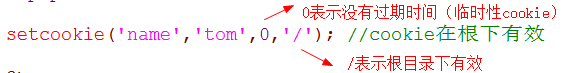 0表示没有过期时间（临时性cookie）
setcookie('name','tom',0,'/'); //cookie在根下有效
/表示根目录下有效